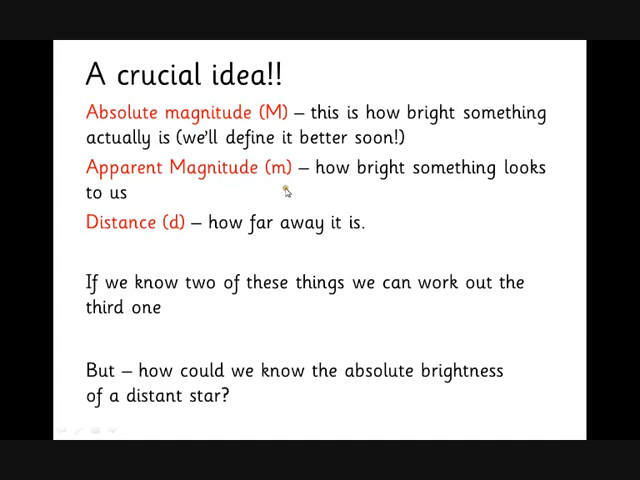 A crucial idea!!
Absolute magnitude (M) – this is how bright something
actually is (we'll define it better soon!)
Apparent Magnitude (m) – how bright something looks
to us
Distance (d) – how far away it is.
If we know two of these things we can work out the
third one
But – how could we know the absolute brightness
of a distant star?